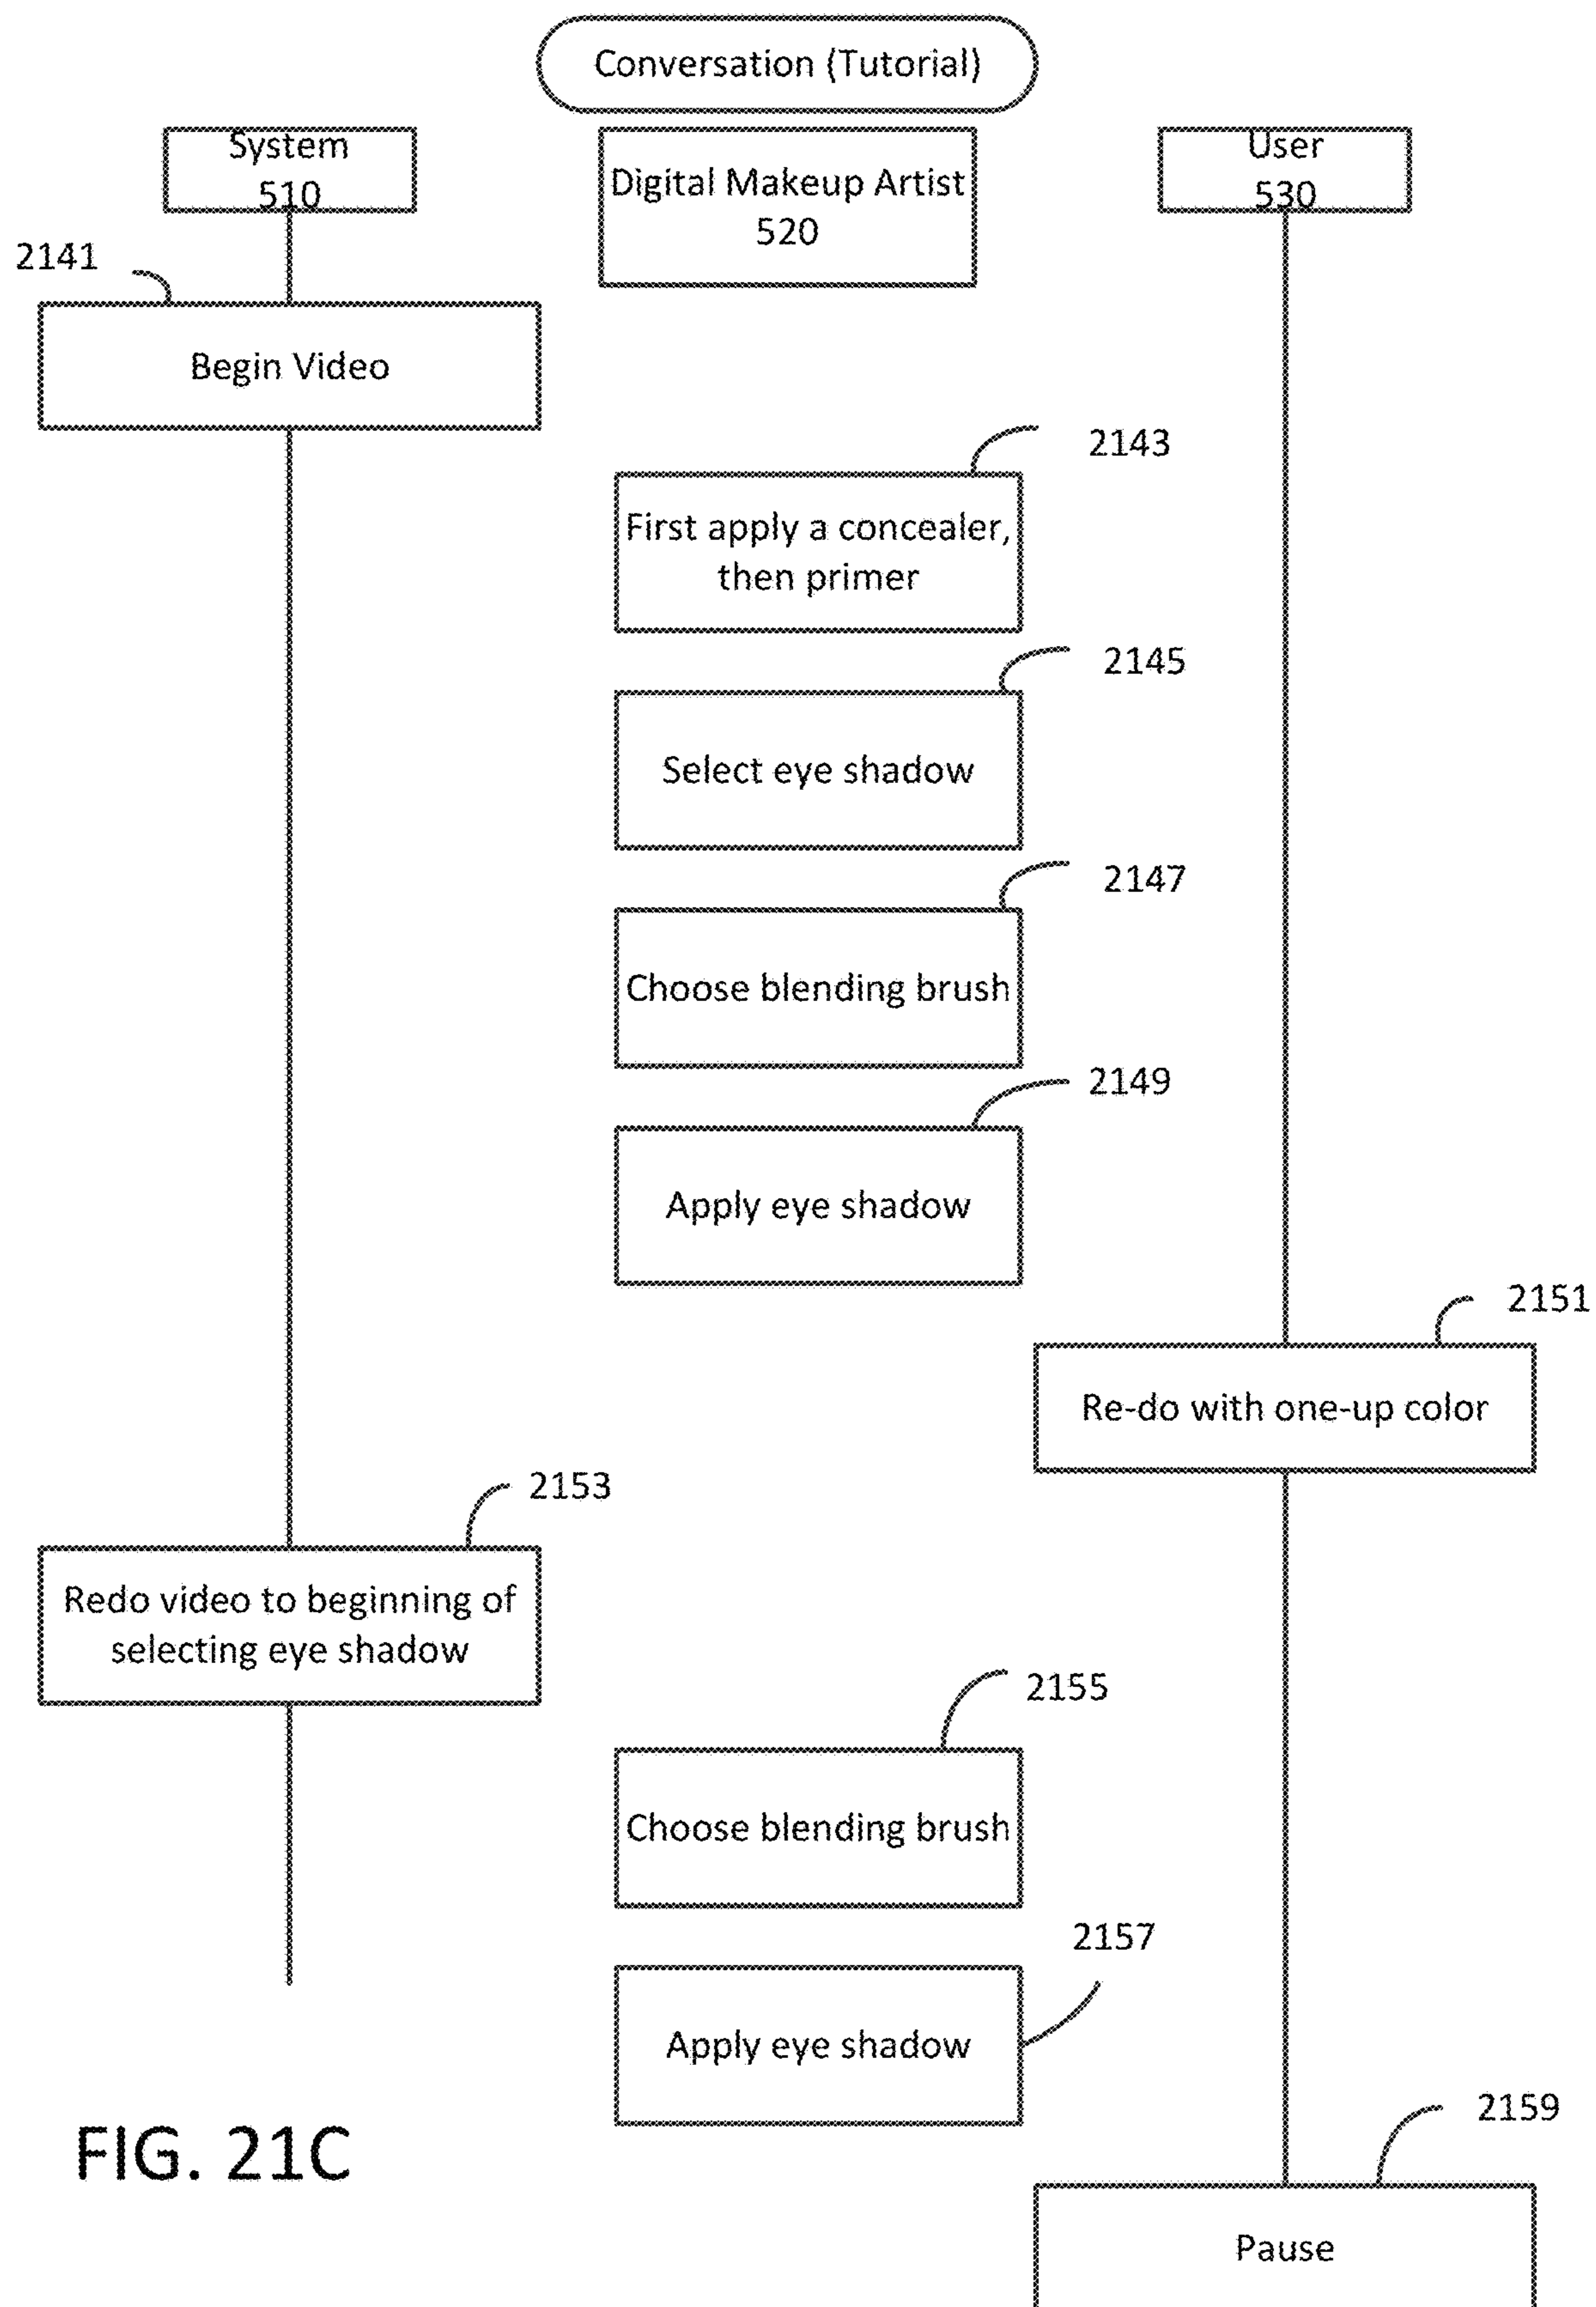 Conversation (Tutorial)
System
510
Digital Makeup Artist
520
User
530
2141
Begin Video
2143
First apply a concealer,
then primer
2145
Select eye shadow
2147
Choose blending brush
2149
Apply eye shadow
2151
Re-do with one-up color
2153
Redo video to beginning of
selecting eye shadow
2155
Choose blending brush
2157
Apply eye shadow
2159
Pause
FIG. 21C